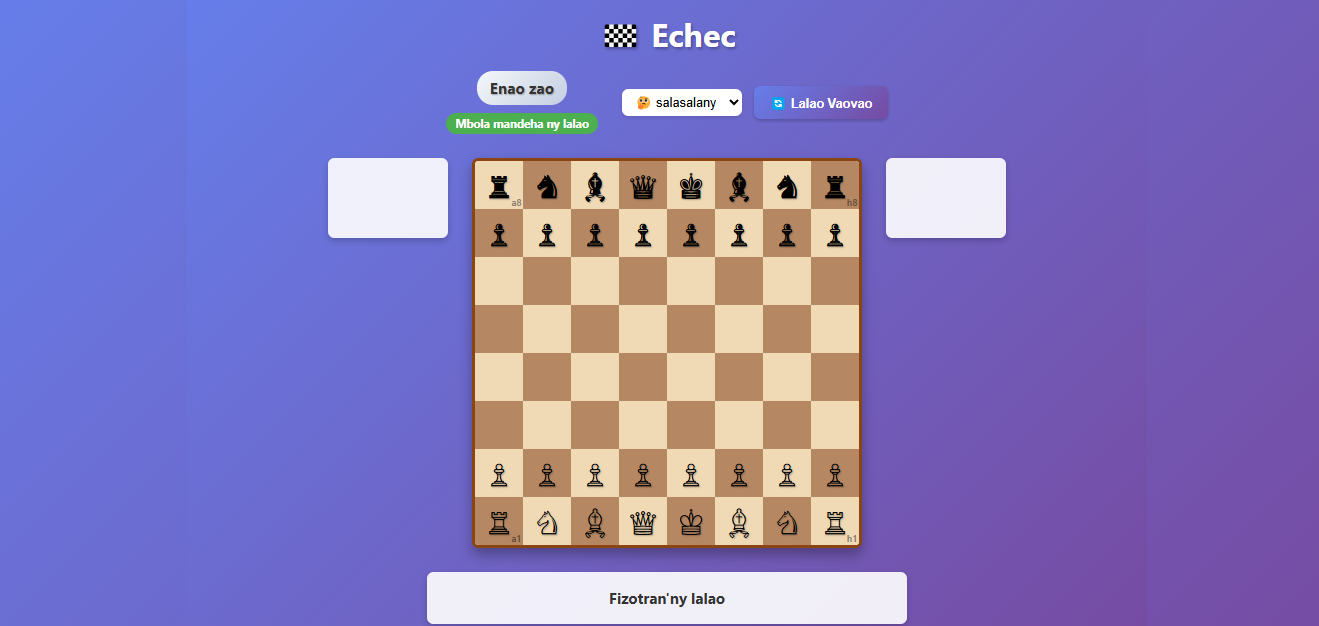 Echec
Enao zao
Mbola mandeha ny lalao
salasalany
Lalao Vaovao
a8
h8
a1
h1
Fizotran'ny lalao